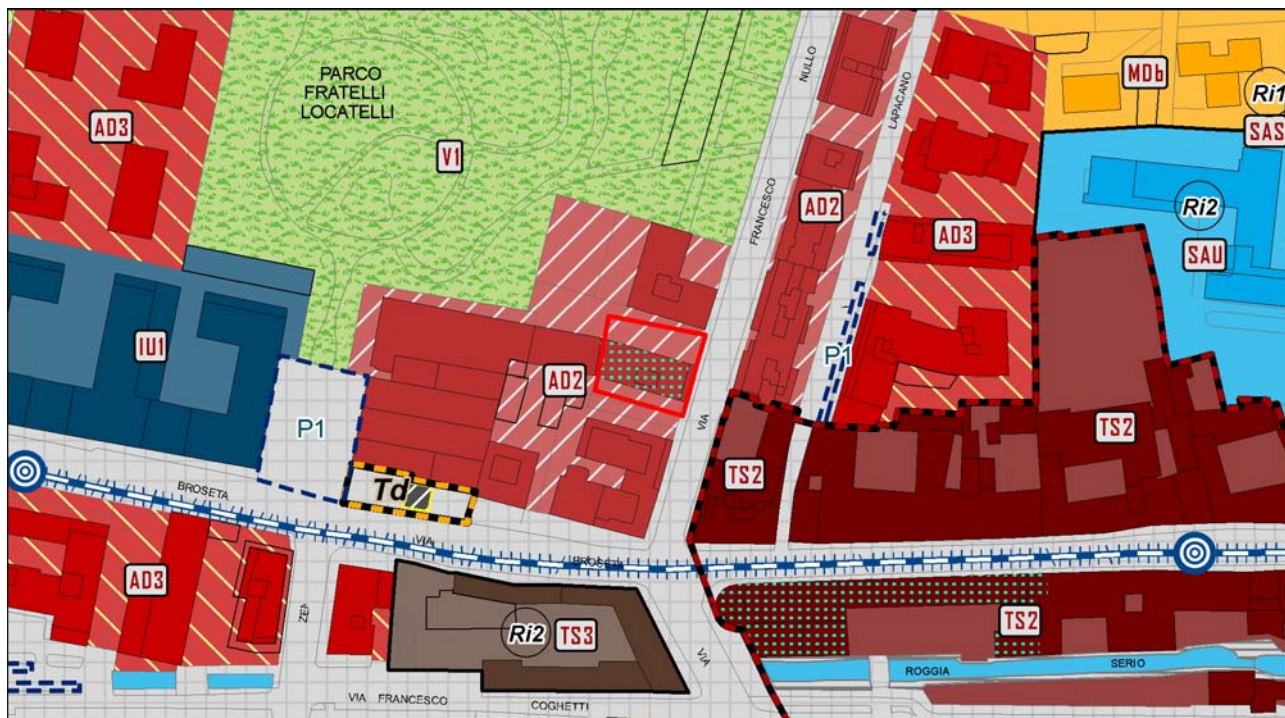 PARCO
FRATELLI
LOCATELLI
AD3
V1
NULLO
FRANCESCO
VIA
LAPACANO
AD2
AD3
MDb
Ri1
SAS
Ri2
SAU
IU1
P1
AD2
P1
TS2
TS2
Td
BROSETA
VIA
BROSETA
AD3
ZEN
Ri2
TS3
VIA
TS2
ROGGIA
SERIO
VIA FRANCESCO
COGHETTI